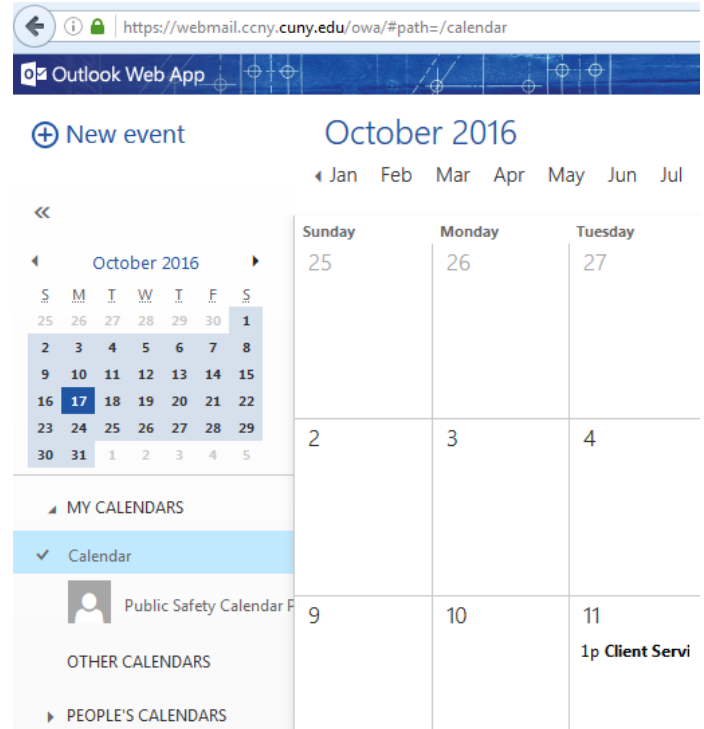 https://webmail.ccny.cuny.edu/owa/#path=/calendar
Outlook Web App
New event
October 2016
Jan Feb Mar Apr May Jun Jul
October 2016
S M T W T F S
25 26 27 28 29 30 1
2 3 4 5 6 7 8
9 10 11 12 13 14 15
16 17 18 19 20 21 22
23 24 25 26 27 28 29
30 31 1 2 3 4 5
MY CALENDARS
Calendar
Public Safety Calendar P
OTHER CALENDARS
PEOPLE'S CALENDARS
Sunday Monday Tuesday
25 26 27
2 3 4
9 10 11
1p Client Servi